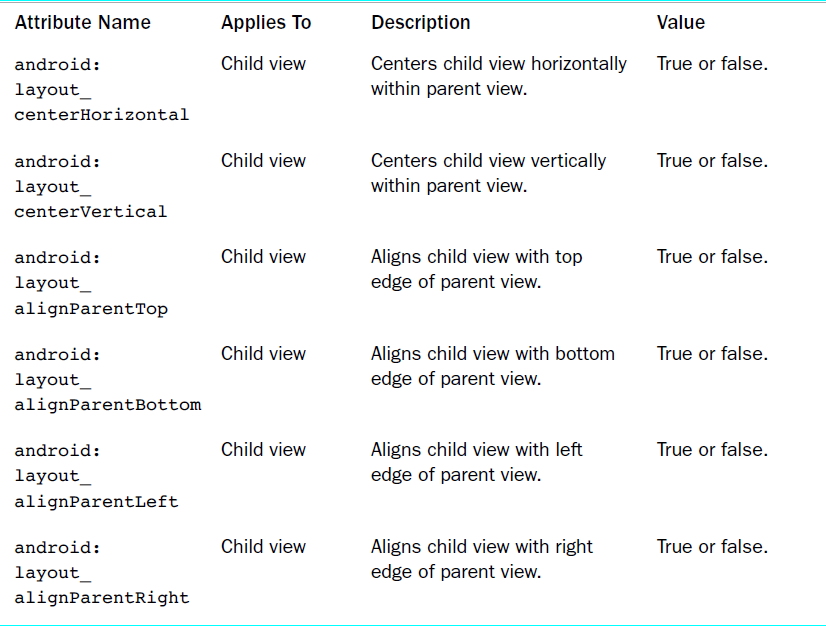 Attribute Name Applies To Description Value
android: Child view Centers child view horizontally True or false.
layout_ within parent view.
centerHorizontal
android: Child view Centers child view vertically True or false.
layout_ within parent view.
centerVertical
android: Child view Aligns child view with top True or false.
layout_ edge of parent view.
alignParentTop
android: Child view Aligns child view with bottom True or false.
layout_ edge of parent view.
alignParentBottom
android: Child view Aligns child view with left True or false.
layout_ edge of parent view.
alignParentLeft
android: Child view Aligns child view with right True or false.
layout_ edge of parent view.
alignParentRight